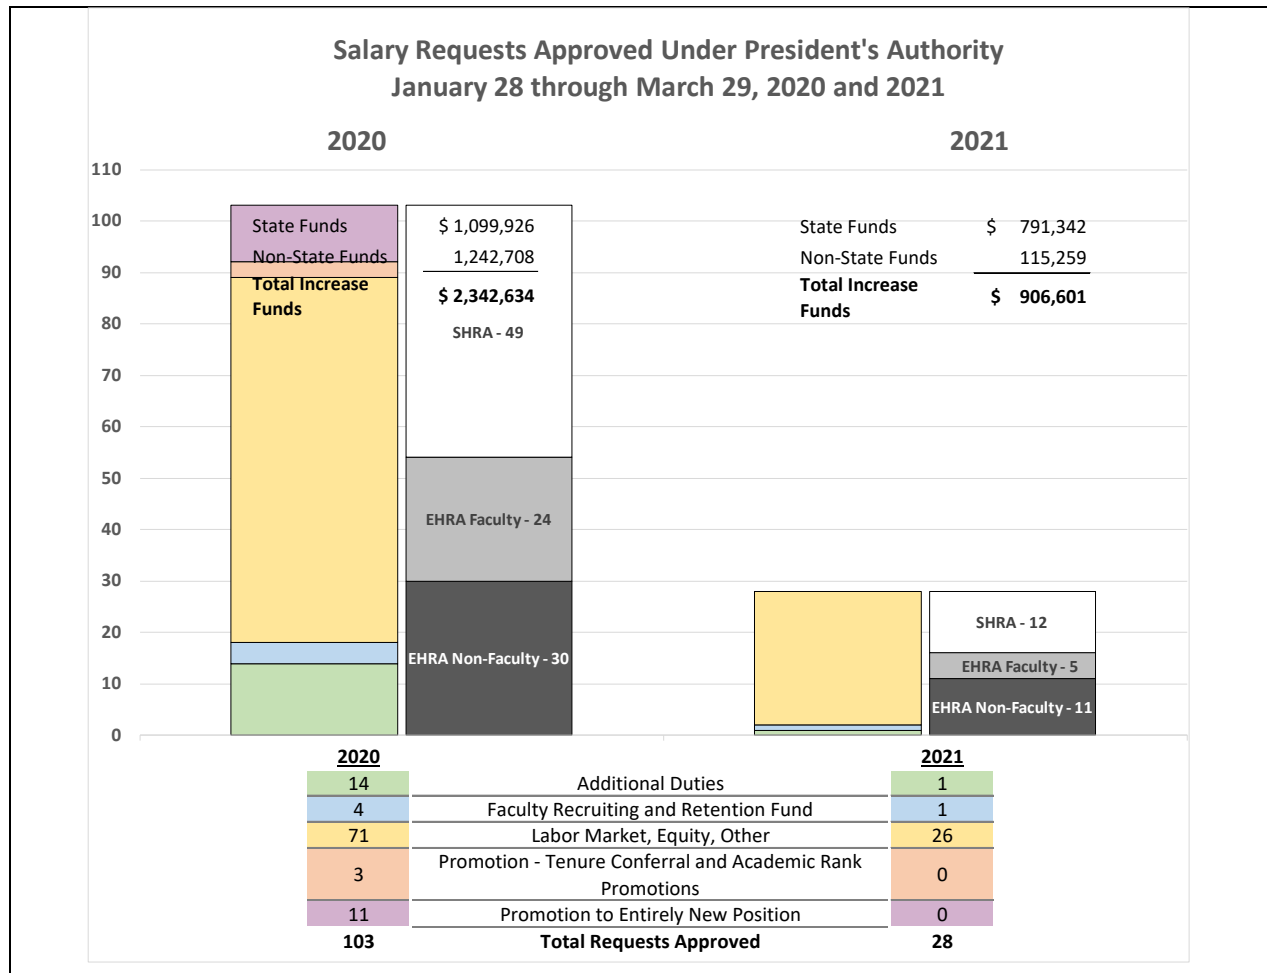 Salary Requests Approved Under President's Authority
January 28 through March 29, 2020 and 2021
2020 2021
110
100
90
80
70
60
50
40
30
20
10
0
State Funds $ 1,099,926
Non-State Funds 1,242,708
Total Increase
Funds $ 2,342,634
SHRA - 49
EHRA Faculty - 24
EHRA Non-Faculty - 30
State Funds $ 791,342
Non-State Funds 115,259
Total Increase
Funds $ 906,601
SHRA - 12
EHRA Faculty - 5
EHRA Non-Faculty - 11
2020 2021
14 Additional Duties 1
4 Faculty Recruiting and Retention Fund 1
71 Labor Market, Equity, Other 26
3 Promotion - Tenure Conferral and Academic Rank
Promotions 0
11 Promotion to Entirely New Position 0
103 Total Requests Approved 28